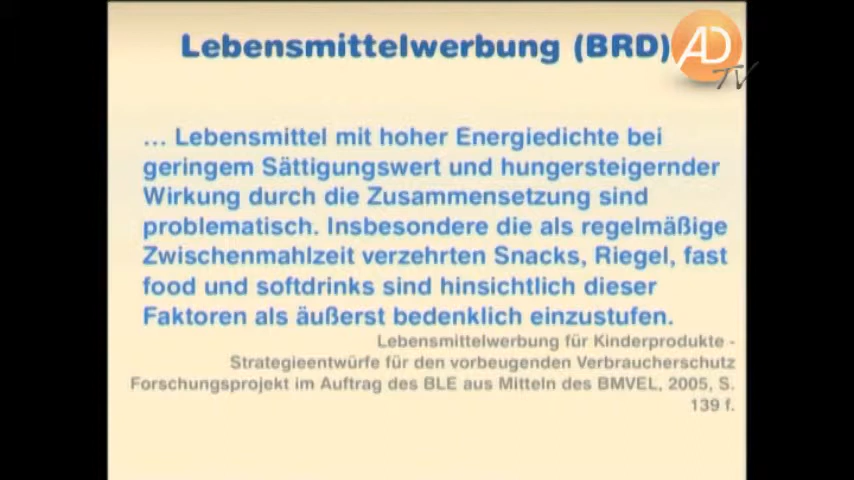 Lebensmittelwerbung (BRD)
AD
TV
... Lebensmittel mit hoher Energiedichte bei
geringem Sättigungswert und hungersteigernder
Wirkung durch die Zusammensetzung sind
problematisch. Insbesondere die als regelmäßige
Zwischenmahlzeit verzehrten Snacks, Riegel, fast
food und softdrinks sind hinsichtlich dieser
Faktoren als äußerst bedenklich einzustufen.
Lebensmittelwerbung für Kinderprodukte -
Strategieentwürfe für den vorbeugenden Verbraucherschutz
Forschungsprojekt im Auftrag des BLE aus Mitteln des BMVEL, 2005, S.
139 f.